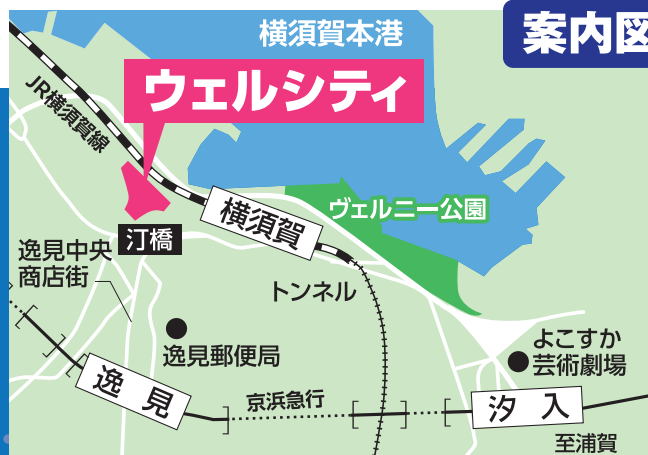 案内図
横須賀本港
ウェルシティ
JR横須賀線
ヴェルニー公園
横須賀
汀橋
逸見中央
商店街
トンネル
逸見郵便局
よこすか
芸術劇場
逸見
京浜急行
汐入
至浦賀